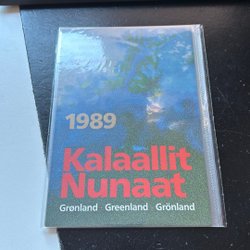 1989
Kalaallit
Nunaat
Grønland · Greenland · Grönland